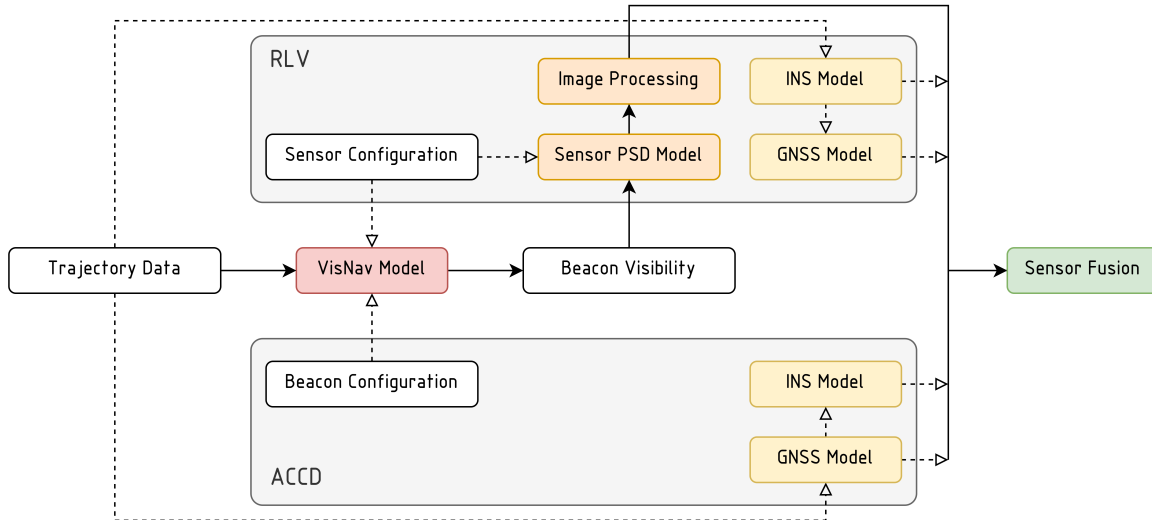 RLV
Image Processing
INS Model
Sensor Configuration
Sensor PSD Model
GNSS Model
Trajectory Data
VisNav Model
Beacon Visibility
Sensor Fusion
Beacon Configuration
INS Model
GNSS Model
ACCD